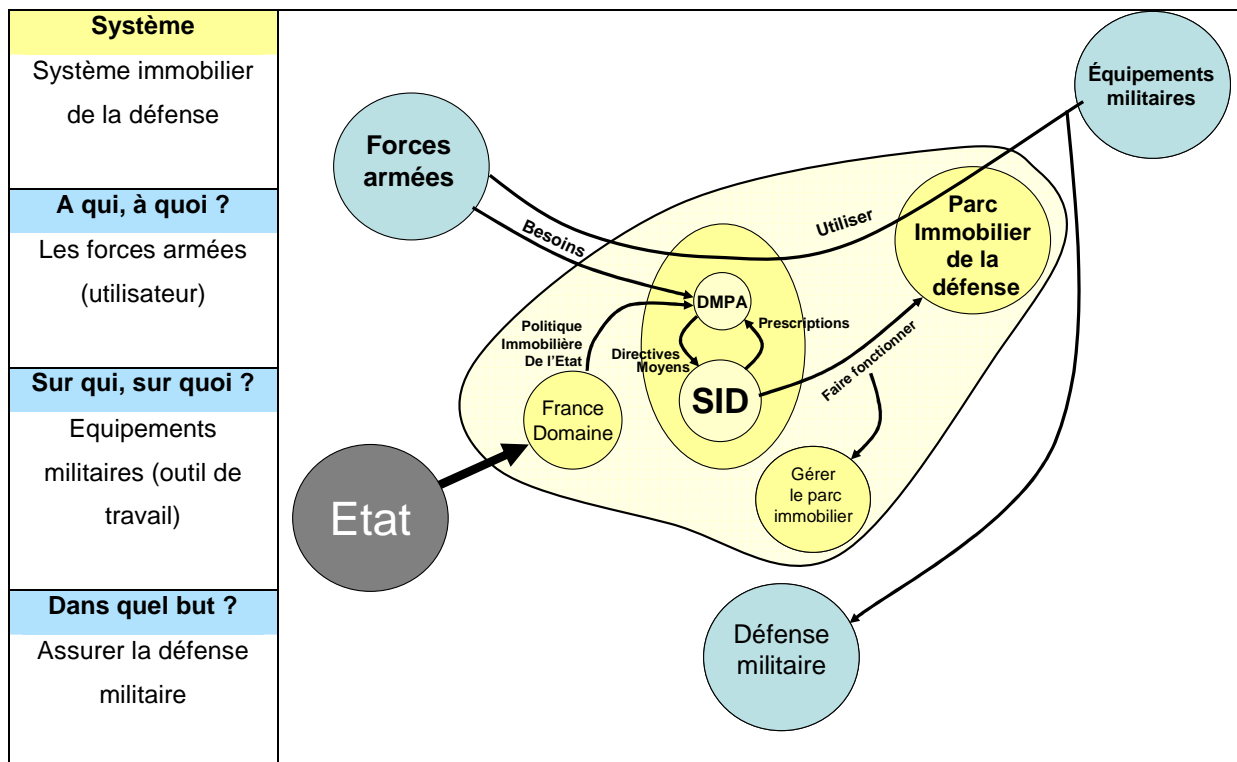 Système
Système immobilier
de la défense
A qui, à quoi ?
Les forces armées
(utilisateur)
Sur qui, sur quoi ?
Equipements
militaires (outil de
travail)
Dans quel but ?
Assurer la défense
militaire
Équipements
militaires
Forces
armées
Besoins
Utiliser
Parc
Immobilier
de la
défense
DMPA
Prescriptions
Politique
Immobilière
De l'Etat
Directives
Moyens
SID
Faire fonctionner
France
Domaine
Gérer
le parc
immobilier
Etat
Défense
militaire